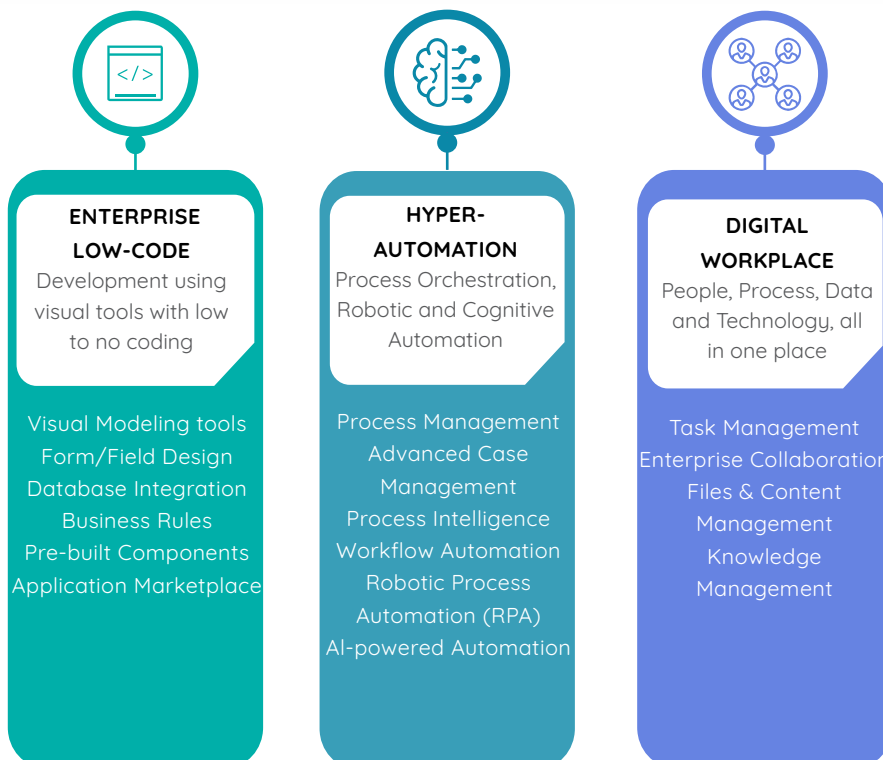 </>
ENTERPRISE
LOW-CODE
Development using
visual tools with low
to no coding
Visual Modeling tools
Form/Field Design
Database Integration
Business Rules
Pre-built Components
Application Marketplace
HYPER-
AUTOMATION
Process Orchestration,
Robotic and Cognitive
Automation
Process Management
Advanced Case
Management
Process Intelligence
Workflow Automation
Robotic Process
Automation (RPA)
AI-powered Automation
DIGITAL
WORKPLACE
People, Process, Data
and Technology, all
in one place
Task Management
Enterprise Collaboration
Files & Content
Management
Knowledge
Management